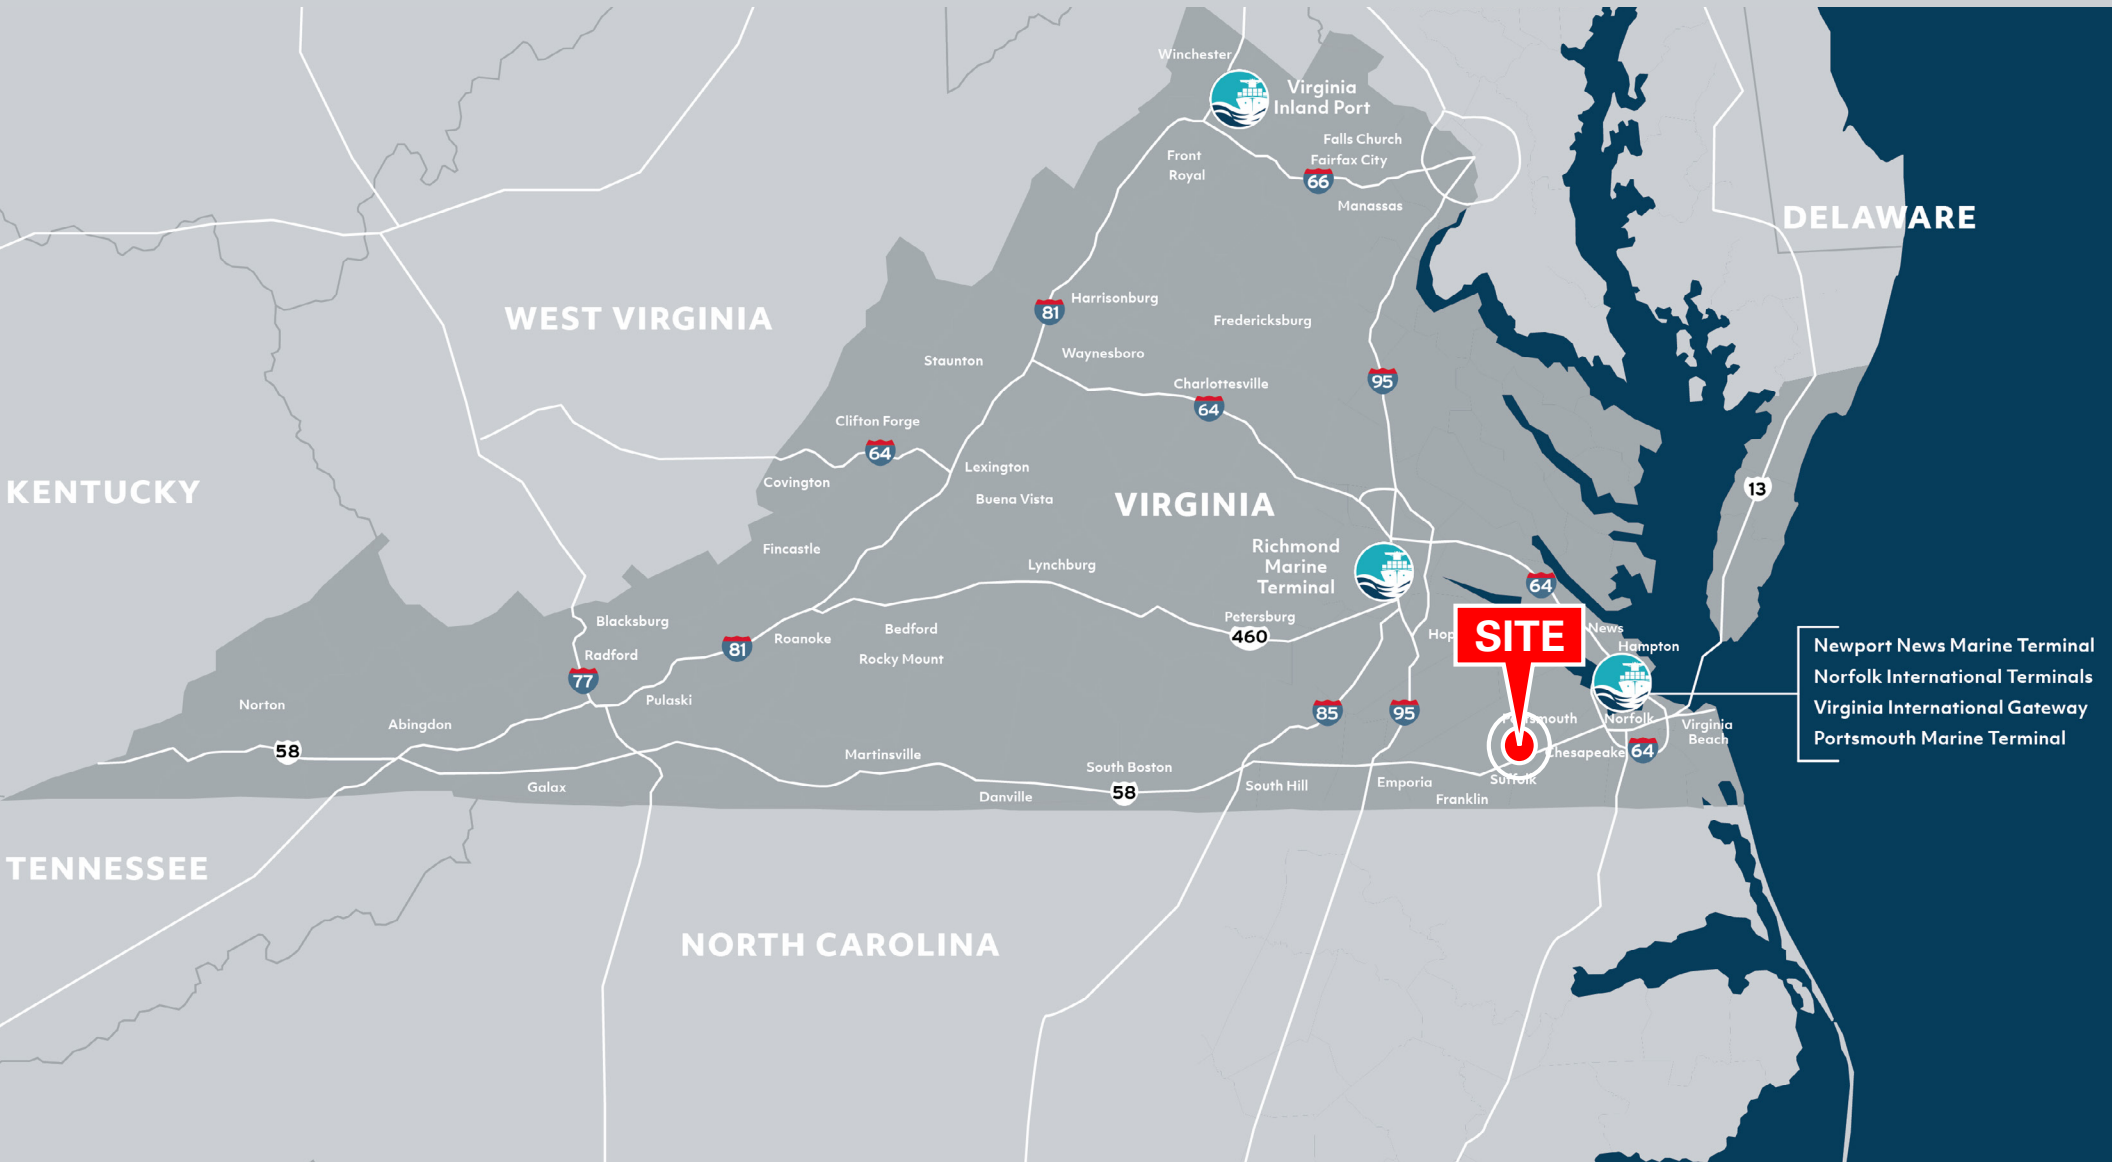 Winchester
Virginia
Inland Port
Falls Church
Fairfax City
Front
Royal
66
Manassas
DELAWARE
WEST VIRGINIA
Harrisonburg
81
Fredericksburg
Staunton
Waynesboro
95
Charlottesville
64
Clifton Forge
64
Lexington
Covington
KENTUCKY
Buena Vista
VIRGINIA
13
Richmond
Marine
Terminal
Fincastle
Lynchburg
64
Blacksburg
Petersburg
460
Bedford
Roanoke
81
SITE
News
Hampton
Newport News Marine Terminal
Norfolk International Terminals
Virginia International Gateway
Portsmouth Marine Terminal
Radford
77
Rocky Mount
Pulaski
Norton
Abingdon
85
95
Norfolk
Virginia
Beach
58
Martinsville
Chesapeake
64
South Boston
58
Suffolk
Galax
Danville
South Hill
Emporia
Franklin
TENNESSEE
NORTH CAROLINA